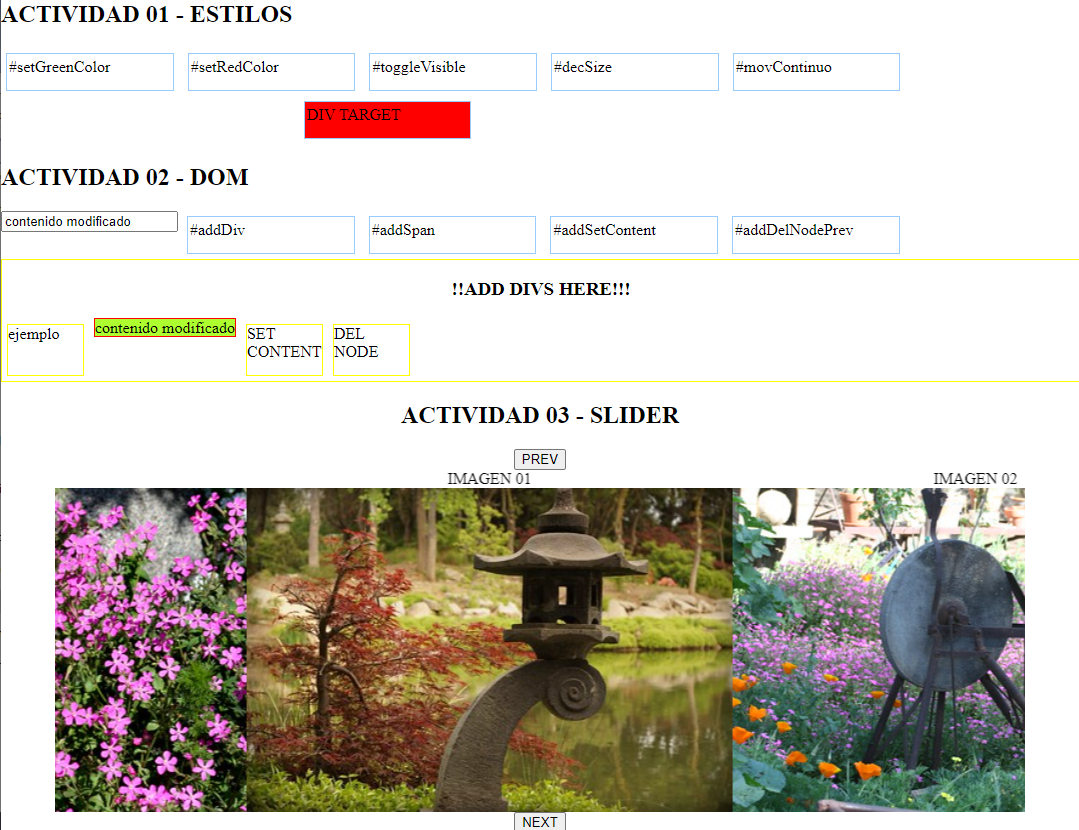 ACTIVIDAD 01 - ESTILOS
#setGreenColor #setRedColor #toggleVisible #decSize #movContinuo
DIV TARGET
ACTIVIDAD 02 - DOM
contenido modificado #addDiv #addSpan #addSetContent #addDelNodePrev
!!ADD DIVS HERE!!!
ejemplo contenido modificado SET DEL
CONTENT NODE
ACTIVIDAD 03 - SLIDER
PREV
IMAGEN 01 IMAGEN 02
NEXT